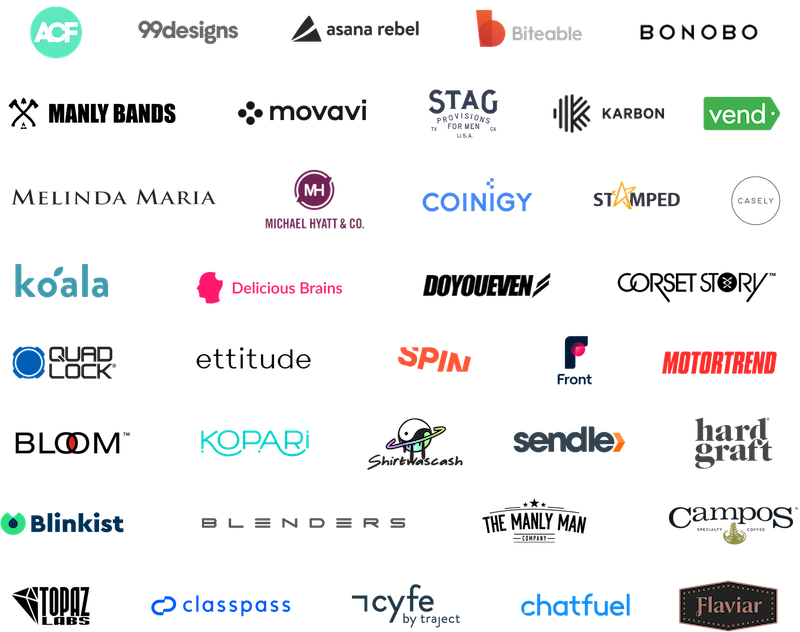 ACF
99designs
asana rebel
Biteable
BONOBO
MANLY BANDS
movavi
STAG
PROVISIONS
TX FOR MEN CA
U.S.A.
KARBON
vend
MELINDA MARIA
MH
MICHAEL HYATT & CO.
COINIGY
STAMPED
CASELY
koala
Delicious Brains
DOYOUEVEN
CORSET STORY™
QUAD
LOCK®
ettitude
SPIN
Front
MOTORTREND
BLOOM™
KOPARi
Shirtwascash
sendle
hard
graft®
Blinkist
BLENDERS
THE MANLY MAN
COMPANY
CAMPOS®
SPECIALTY COFFEE
TOPAZ
LABS
classpass
cyfe
by traject
chatfuel
Flaviar